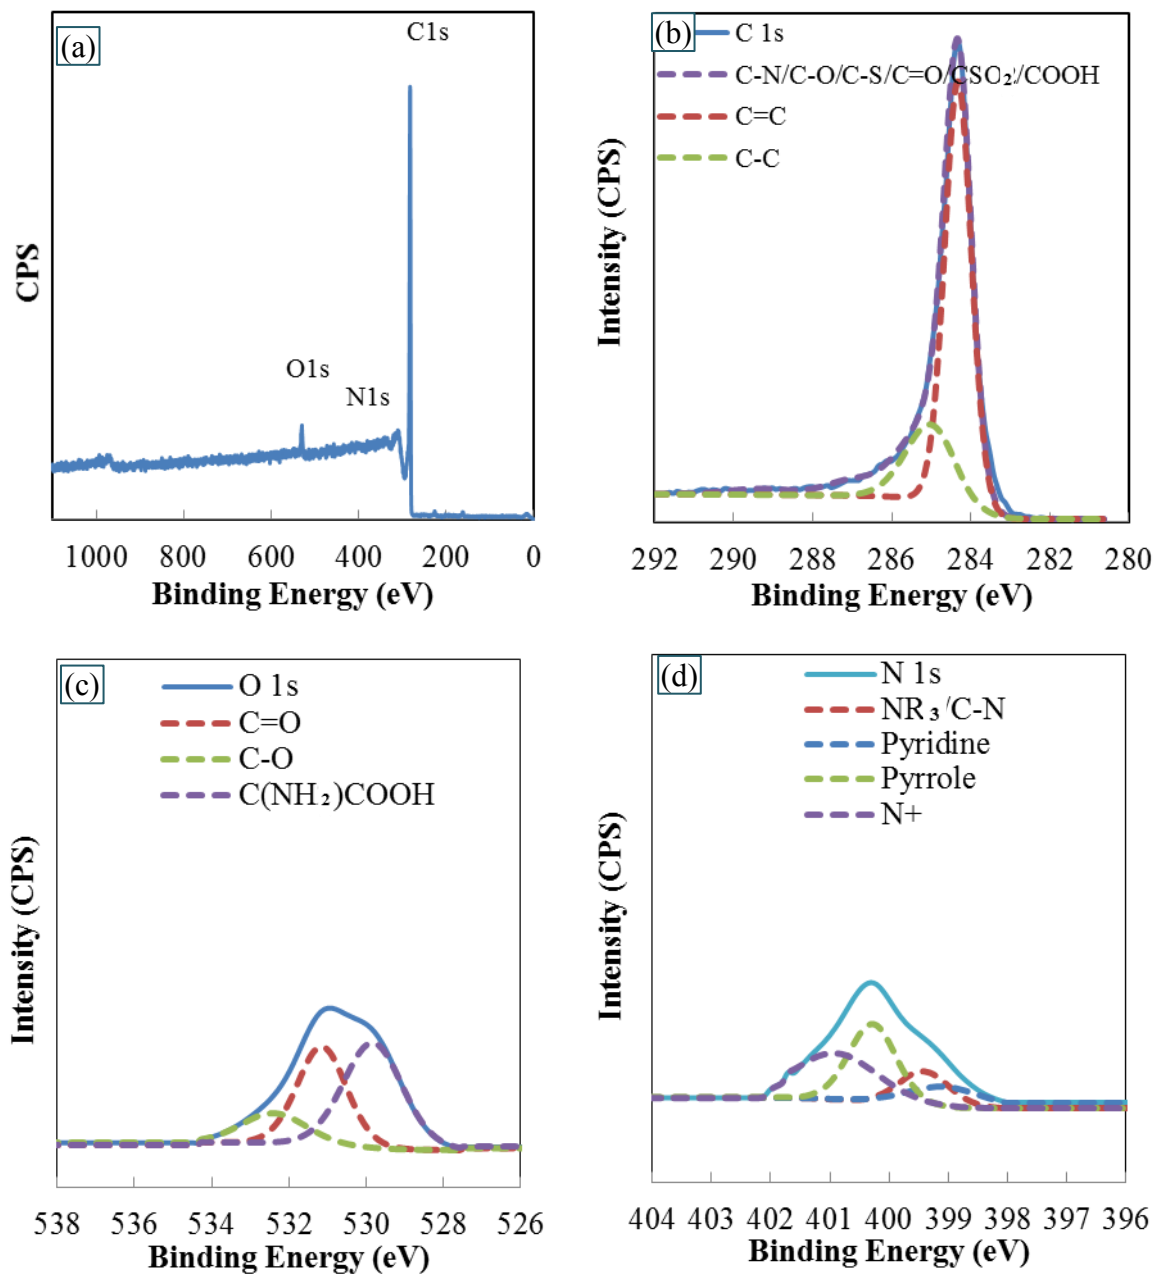 (a)
C1s
O1s
N1s
CPS
1000 800 600 400 200 0
Binding Energy (eV)
(b)
C 1s
C-N/C-O/C-S/C=O/CSO₂/COOH
C=C
C-C
Intensity (CPS)
292 290 288 286 284 282 280
Binding Energy (eV)
(c)
O 1s
C=O
C-O
C(NH₂)COOH
Intensity (CPS)
538 536 534 532 530 528 526
Binding Energy (eV)
(d)
N 1s
NR₃/C-N
Pyridine
Pyrrole
N+
Intensity (CPS)
404 403 402 401 400 399 398 397 396
Binding Energy (eV)